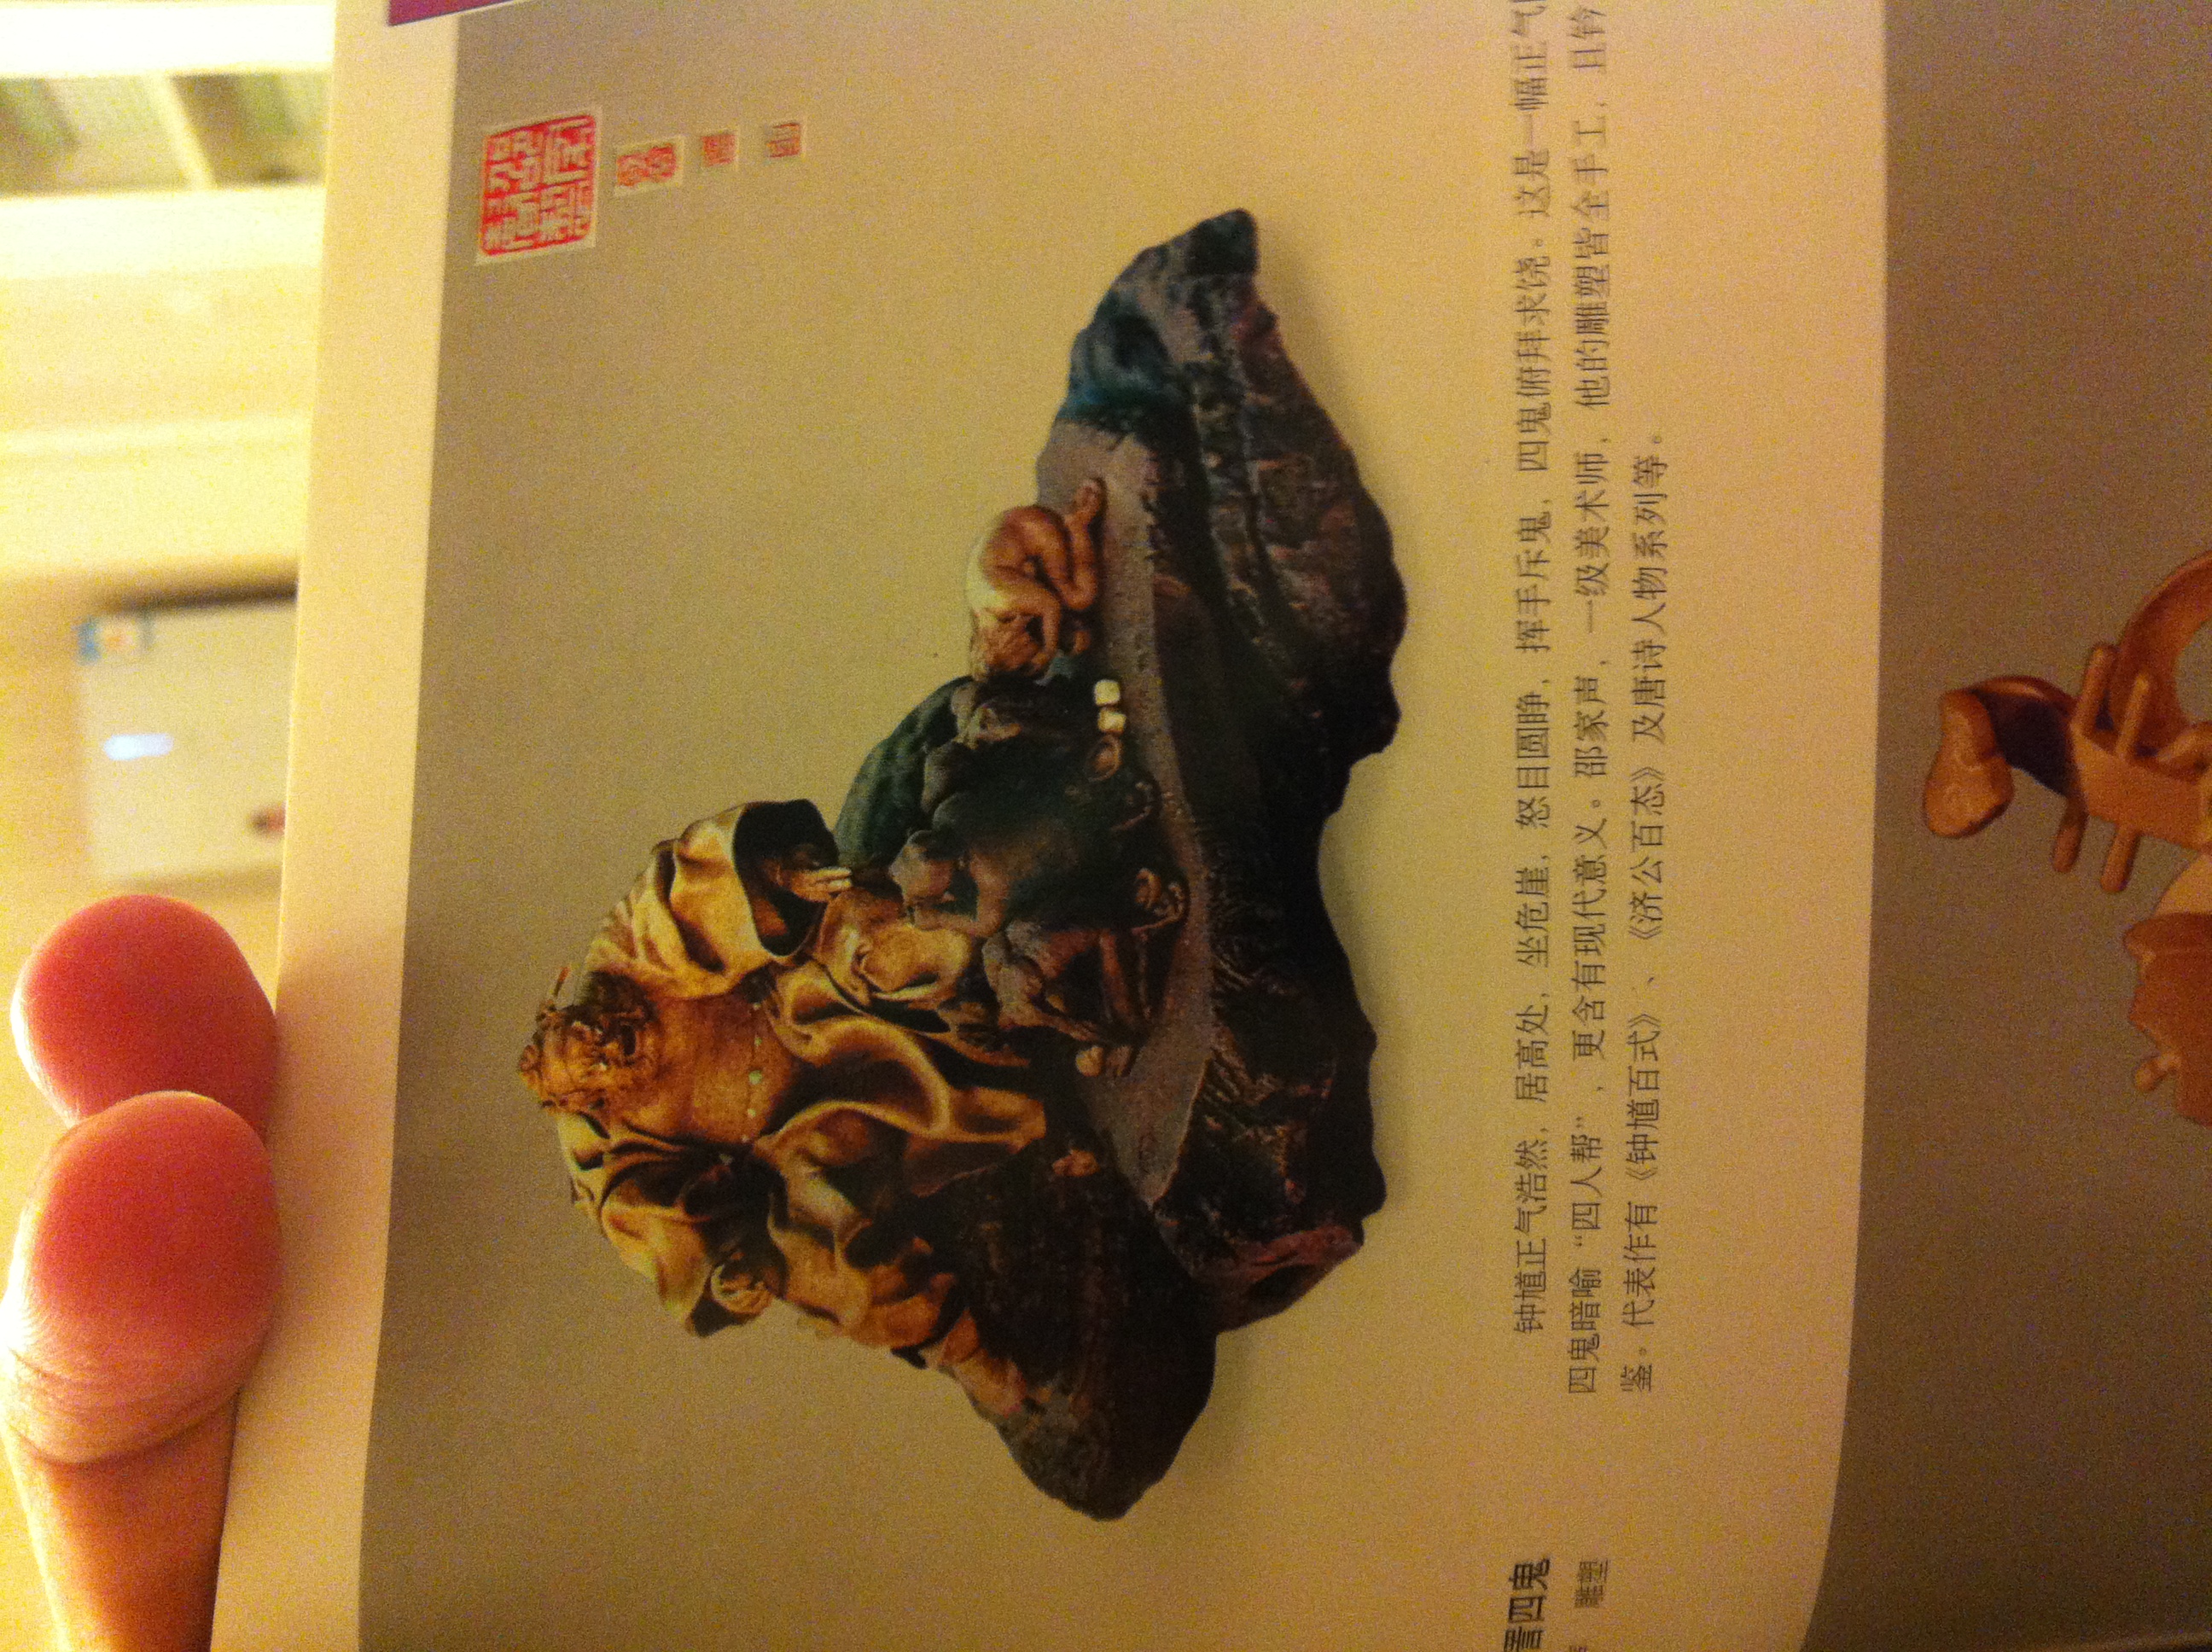 詈四鬼
声 雕塑
钟馗正气浩然，居高处，坐危崖，怒目圆睁，挥手斥鬼，四鬼俯拜求饶。这是一幅正气
四鬼暗喻“四人帮”，更含有现代意义。邵家声，一级美术师，他的雕塑皆全手工，且钤
鉴。代表作有《钟馗百式》、《济公百态》及唐诗人物系列等。